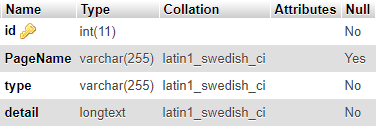 Name Type Collation Attributes Null
id int(11) No
PageName varchar(255) latin1_swedish_ci Yes
type varchar(255) latin1_swedish_ci No
detail longtext latin1_swedish_ci No